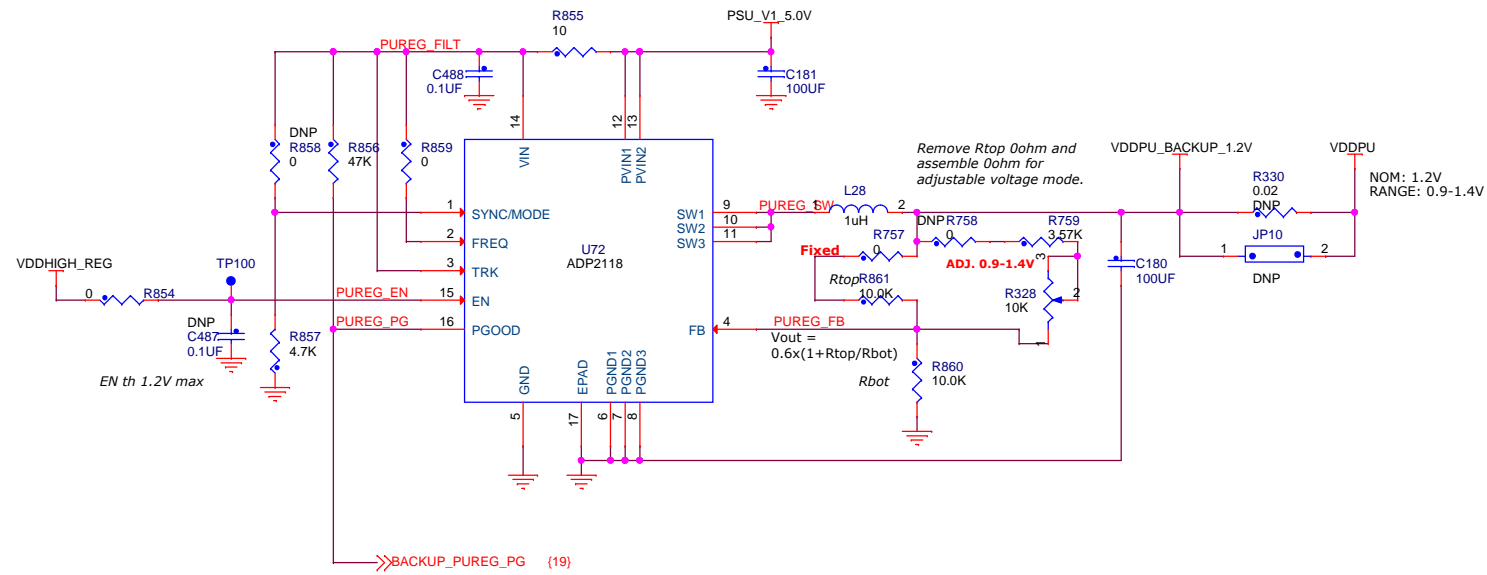 R855
10
PSU_V1_5.0V
PUREG_FILT
C488
0.1UF
C181
100UF
14
12
13
DNP
R858
0
R856
47K
R859
0
VIN
PVIN1
PVIN2
Remove Rtop 0ohm and
assemble 0ohm for
adjustable voltage mode.
VDDPU_BACKUP_1.2V
VDDPU
R330
0.02
DNP
NOM: 1.2V
RANGE: 0.9-1.4V
L28
1
SYNC/MODE
SW1
9
PUREG_SW
1
2
1uH
10
SW2
11
SW3
2
FREQ
U72
ADP2118
R757
0
DNP
R758
0
R759
3.57K
JP10
1
2
DNP
Fixed
ADJ. 0.9-1.4V
C180
100UF
VDDHIGH_REG
TP100
3
TRK
Rtop
R861
10.0K
3
R328
10K
2
1
0
R854
PUREG_EN
15
EN
DNP
C487
0.1UF
PUREG_PG
16
PGOOD
FB
4
PUREG_FB
R857
4.7K
Vout =
0.6x(1+Rtop/Rbot)
EN th 1.2V max
Rbot
R860
10.0K
GND
EPAD
PGND1
PGND2
PGND3
5
17
6
7
8
BACKUP_PUREG_PG {19}